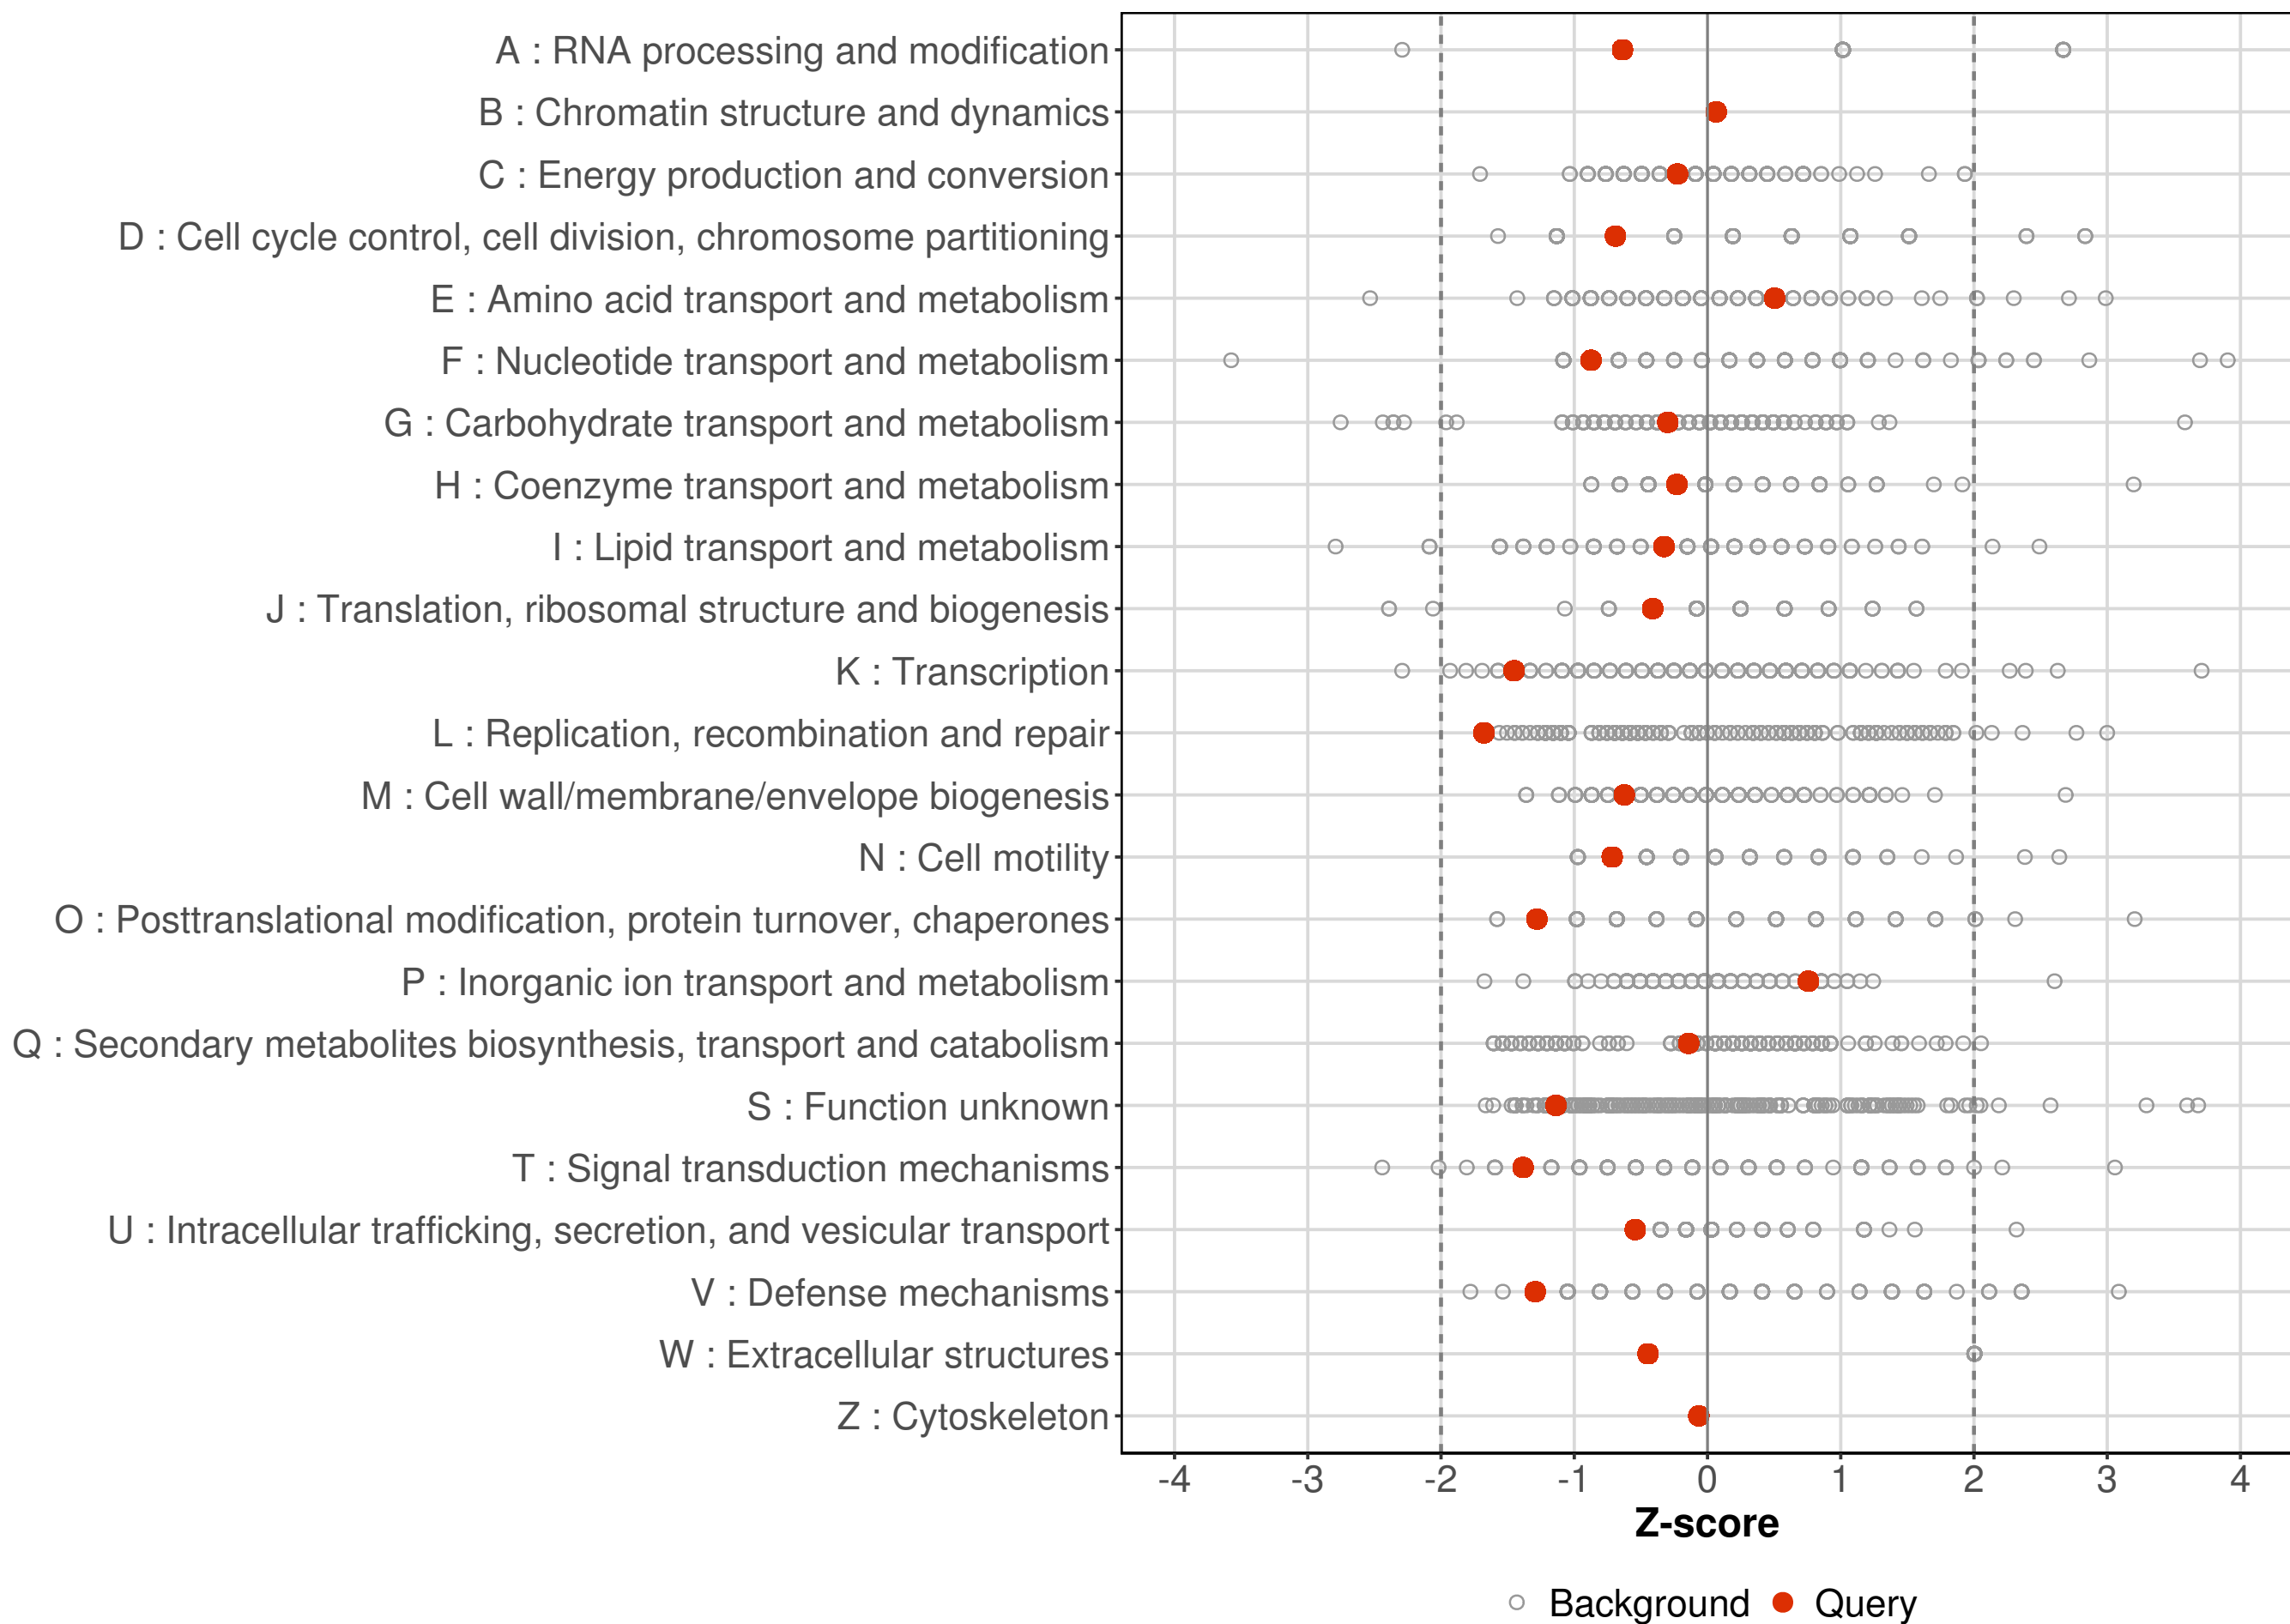 A : RNA processing and modification
B : Chromatin structure and dynamics
C : Energy production and conversion
D : Cell cycle control, cell division, chromosome partitioning
E : Amino acid transport and metabolism
F : Nucleotide transport and metabolism
G : Carbohydrate transport and metabolism
H : Coenzyme transport and metabolism
I : Lipid transport and metabolism
J : Translation, ribosomal structure and biogenesis
K : Transcription
L : Replication, recombination and repair
M : Cell wall/membrane/envelope biogenesis
N : Cell motility
O : Posttranslational modification, protein turnover, chaperones
P : Inorganic ion transport and metabolism
Q : Secondary metabolites biosynthesis, transport and catabolism
S : Function unknown
T : Signal transduction mechanisms
U : Intracellular trafficking, secretion, and vesicular transport
V : Defense mechanisms
W : Extracellular structures
Z : Cytoskeleton
-4 -3 -2 -1 0 1 2 3 4
Z-score
Background Query